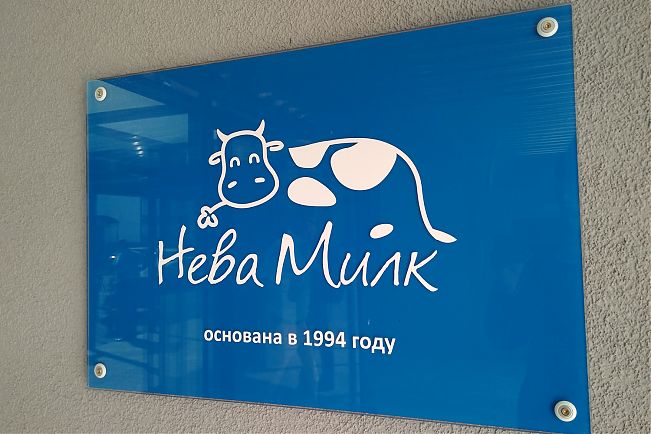 Нева Милк
основана в 1994 году